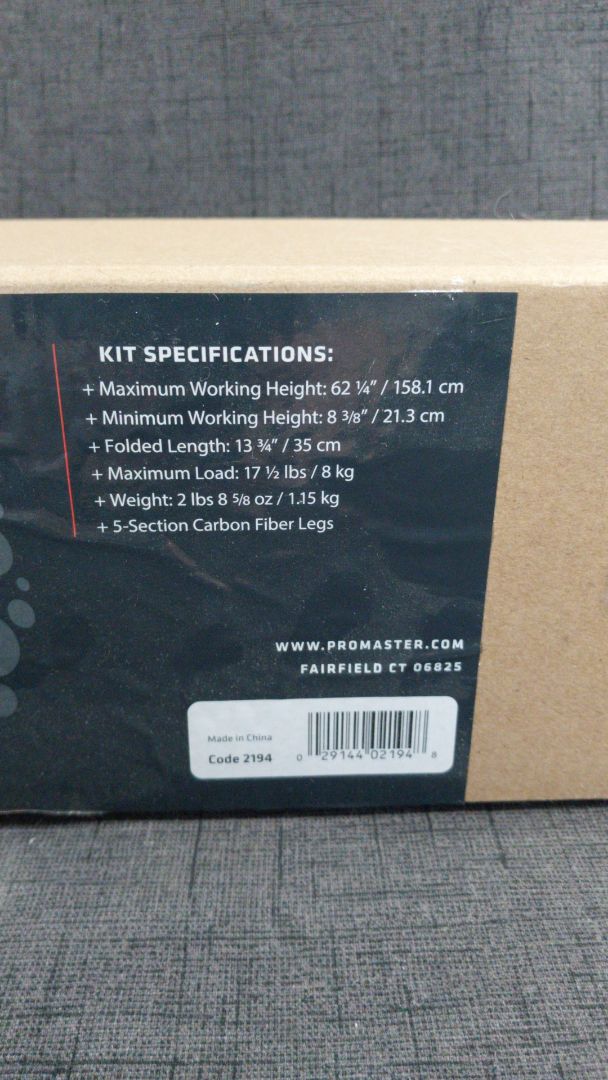 KIT SPECIFICATIONS:
+ Maximum Working Height: 62 ¼" / 158.1 cm
+ Minimum Working Height: 8 3/8" / 21.3 cm
+ Folded Length: 13 ¾" / 35 cm
+ Maximum Load: 17 ½ lbs / 8 kg
+ Weight: 2 lbs 8 5/8 oz / 1.15 kg
+ 5-Section Carbon Fiber Legs
WWW.PROMASTER.COM
FAIRFIELD CT 06825
Made in China
Code 2194
0 29144 02194 8